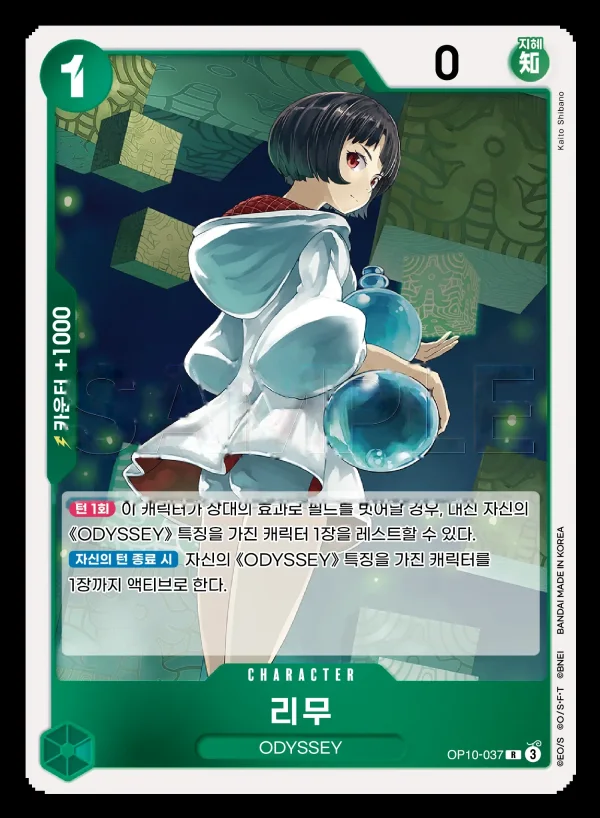 1
0
지혜
知
Kaito Shibano
카운터 +1000
SAMPLE
턴 1회 이 캐릭터가 상대의 효과로 필드를 벗어날 경우, 대신 자신의
《ODYSSEY》 특징을 가진 캐릭터 1장을 레스트할 수 있다.
자신의 턴 종료 시 자신의 《ODYSSEY》 특징을 가진 캐릭터를
1장까지 액티브로 한다.
CHARACTER
리무
ODYSSEY
OP10-037 R 3
©EO/S ©O/S·F·T ©BNEI BANDAI MADE IN KOREA